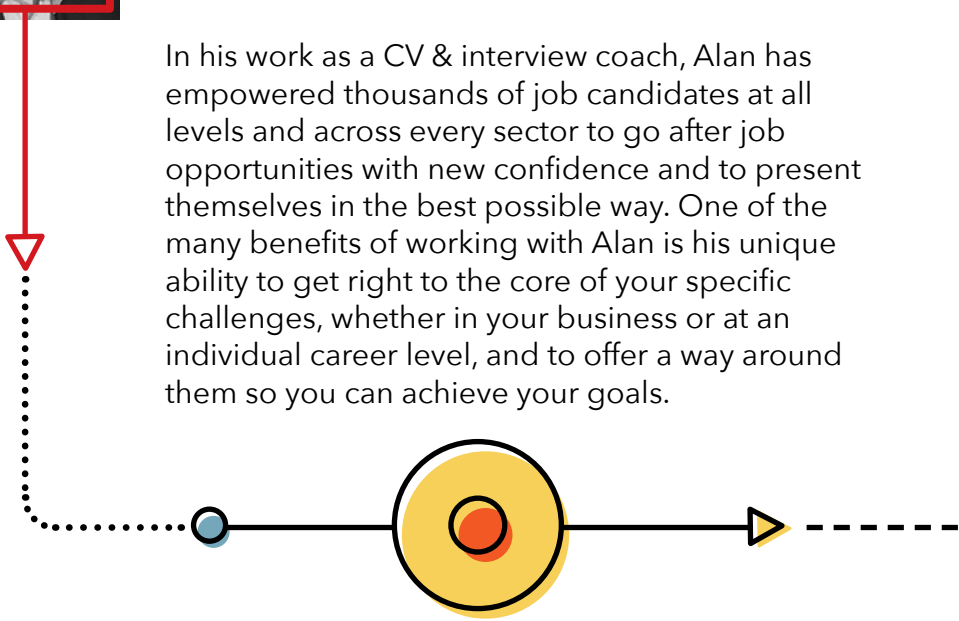 In his work as a CV & interview coach, Alan has
empowered thousands of job candidates at all
levels and across every sector to go after job
opportunities with new confidence and to present
themselves in the best possible way. One of the
many benefits of working with Alan is his unique
ability to get right to the core of your specific
challenges, whether in your business or at an
individual career level, and to offer a way around
them so you can achieve your goals.